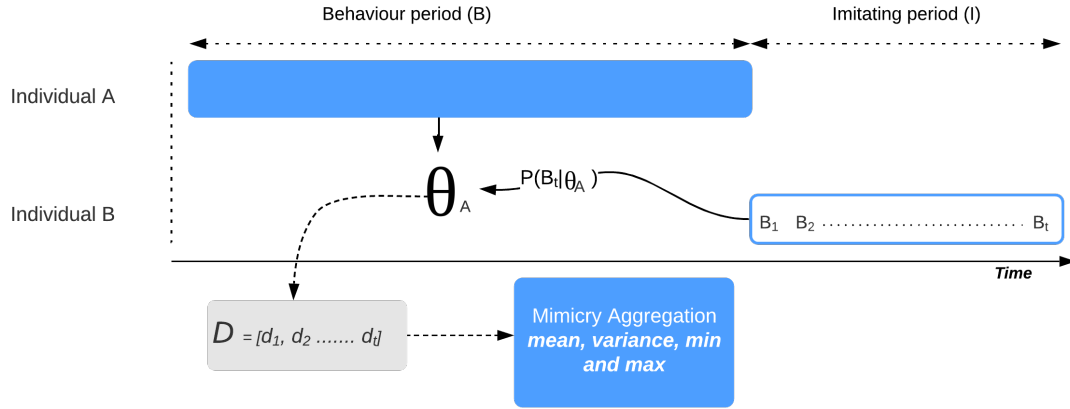 Behaviour period (B)
Imitating period (I)
Individual A
θA
P(Bt|θA )
Individual B
B1 B2 ............................ Bt
Time
D = [d1, d2 ....... dt]
Mimicry Aggregation
mean, variance, min
and max